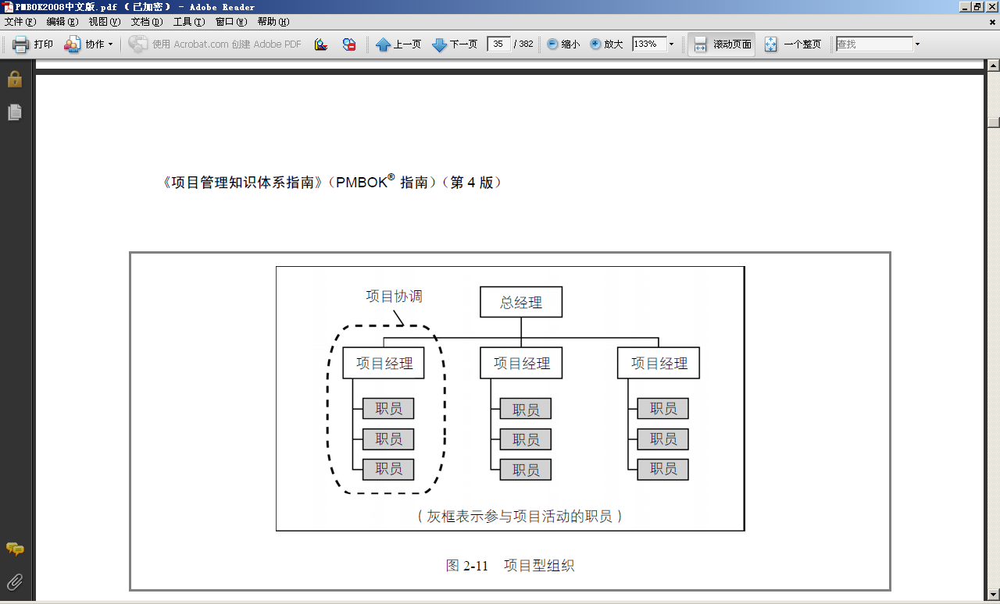 PMBOK2008中文版.pdf (已加密) - Adobe Reader
文件(F) 编辑(E) 视图(V) 文档(D) 工具(T) 窗口(W) 帮助(H)
打印 协作 使用 Acrobat.com 创建 Adobe PDF 上一页 下一页 35 / 382 缩小 放大 133% 滚动页面 一个整页 查找
《项目管理知识体系指南》(PMBOK® 指南)(第 4 版)
项目协调 总经理
项目经理 项目经理 项目经理
职员 职员 职员
职员 职员 职员
职员 职员 职员
(灰框表示参与项目活动的职员)
图 2-11 项目型组织